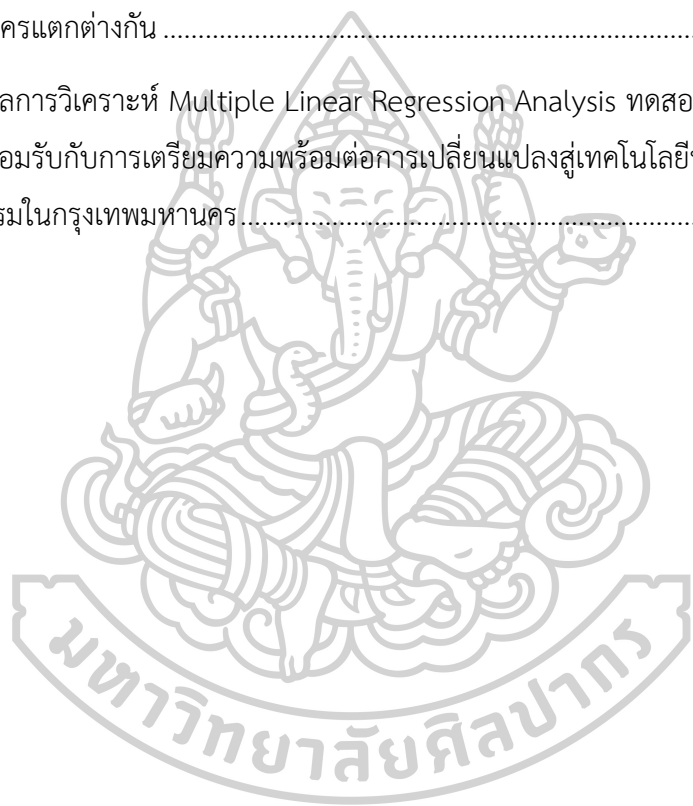 ครแตกต่างกัน ................................................................................
ลการวิเคราะห์ Multiple Linear Regression Analysis ทดสอ
อมรับกับการเตรียมความพร้อมต่อการเปลี่ยนแปลงสู่เทคโนโลยี
รมในกรุงเทพมหานคร....................................................................
มหาวิทยาลัยศิลปากร